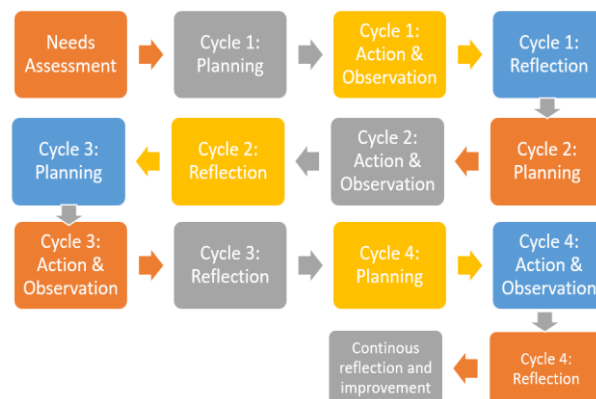 Needs
Assessment
Cycle 1:
Planning
Cycle 1:
Action &
Observation
Cycle 1:
Reflection
Cycle 2:
Planning
Cycle 2:
Action &
Observation
Cycle 2:
Reflection
Cycle 3:
Planning
Cycle 3:
Action &
Observation
Cycle 3:
Reflection
Cycle 4:
Planning
Cycle 4:
Action &
Observation
Cycle 4:
Reflection
Continous
reflection and
improvement